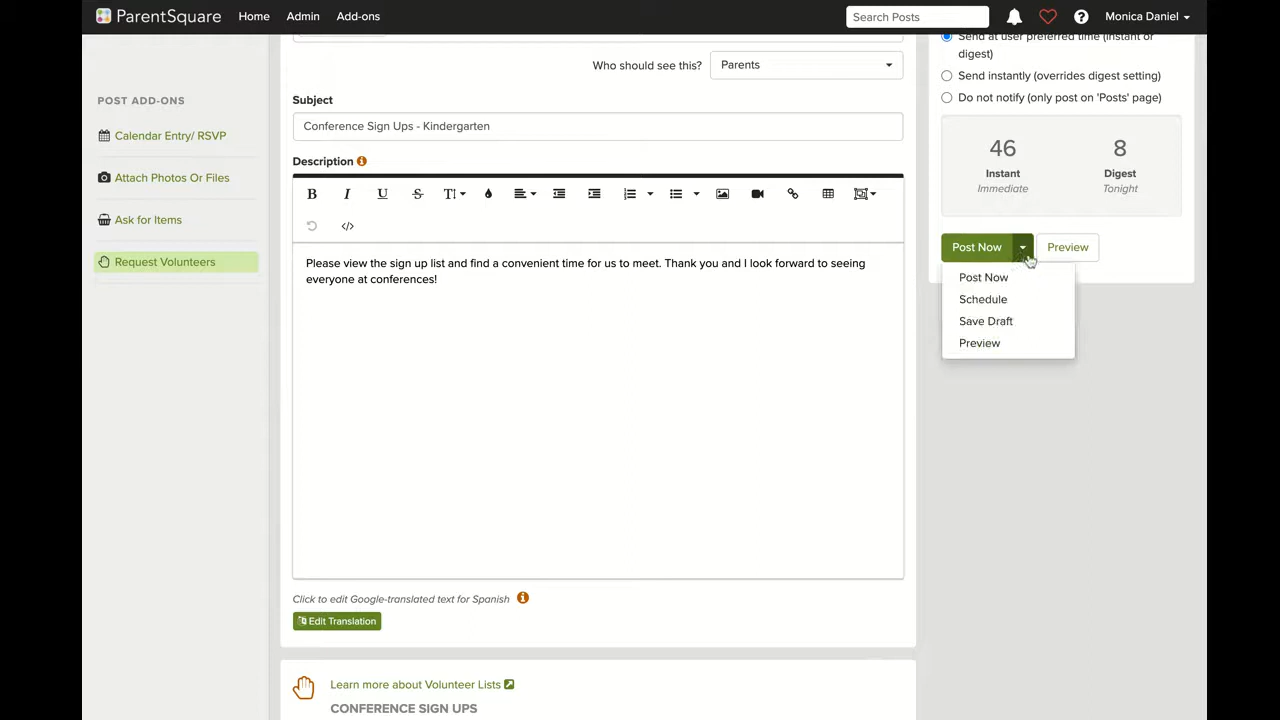 ParentSquare Home Admin Add-ons Search Posts Monica Daniel
POST ADD-ONS
Calendar Entry/ RSVP
Attach Photos Or Files
Ask for Items
Request Volunteers
Who should see this? Parents
Subject
Conference Sign Ups - Kindergarten
Description
Please view the sign up list and find a convenient time for us to meet. Thank you and I look forward to seeing
everyone at conferences!
Click to edit Google-translated text for Spanish
Edit Translation
Learn more about Volunteer Lists
CONFERENCE SIGN UPS
Send at user preferred time (instant or
digest)
Send instantly (overrides digest setting)
Do not notify (only post on 'Posts' page)
46 8
Instant Digest
Immediate Tonight
Post Now Preview
Post Now
Schedule
Save Draft
Preview